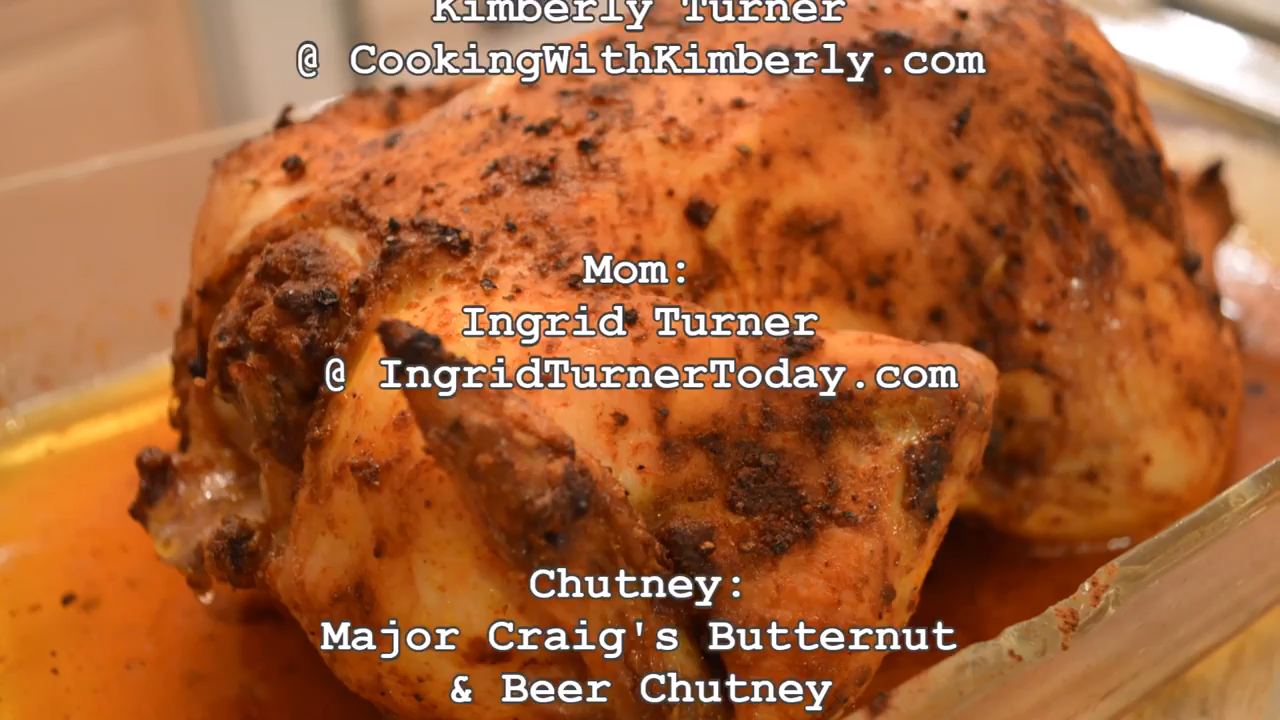 Kimberly Turner
@ CookingWithKimberly.com
Mom:
Ingrid Turner
@ IngridTurnerToday.com
Chutney:
Major Craig's Butternut
& Beer Chutney